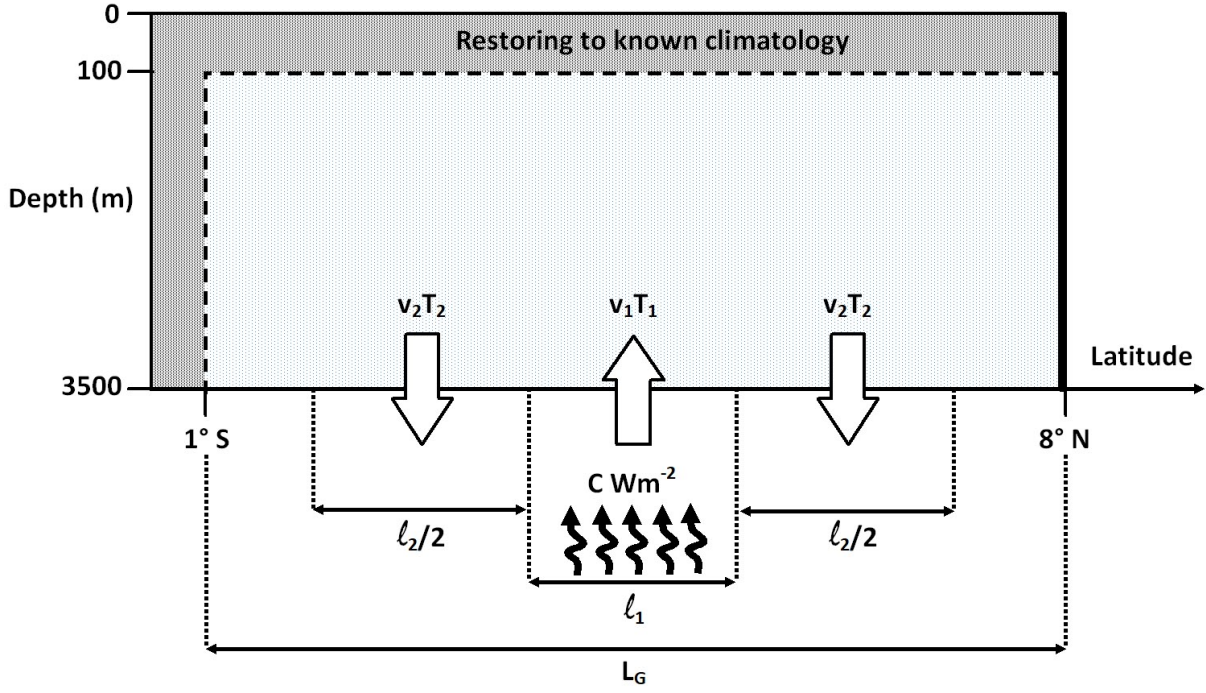 0
Restoring to known climatology
100
Depth (m)
v₂T₂
v₁T₁
v₂T₂
Latitude
3500
1° S
8° N
C Wm⁻²
ℓ₂/2
ℓ₂/2
ℓ₁
L_G